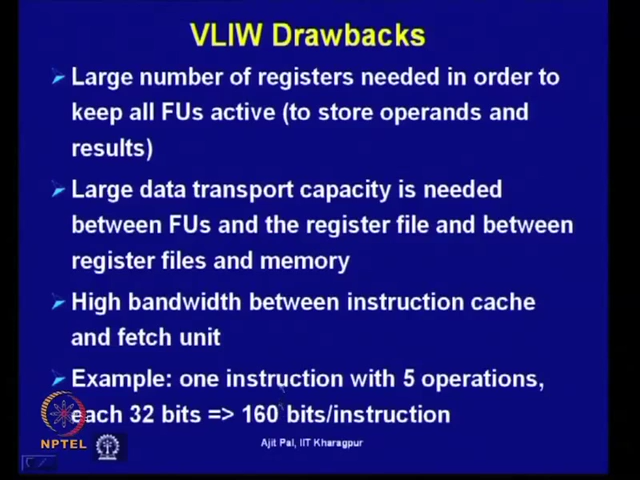 VLIW Drawbacks
Large number of registers needed in order to
keep all FUs active (to store operands and
results)
Large data transport capacity is needed
between FUs and the register file and between
register files and memory
High bandwidth between instruction cache
and fetch unit
Example: one instruction with 5 operations,
each 32 bits => 160 bits/instruction
NPTEL
Ajit Pal, IIT Kharagpur